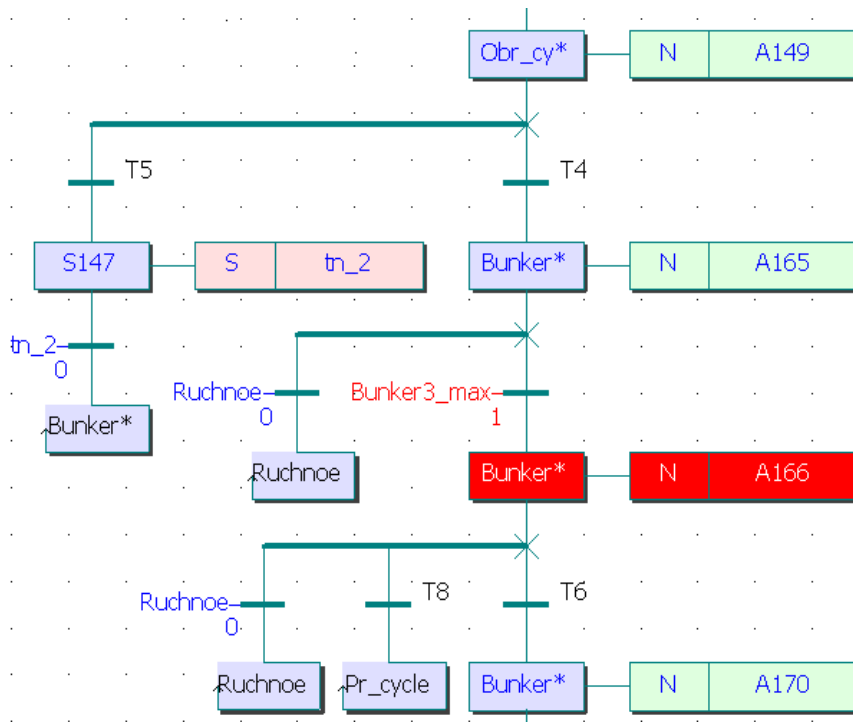 Obr_cy* N A149
T5 T4
S147 S tn_2 Bunker* N A165
tn_2
0
Ruchnoe Bunker3_max
0 1
Bunker*
Ruchnoe Bunker* N A166
T8 T6
Ruchnoe
0
Ruchnoe Pr_cycle Bunker* N A170